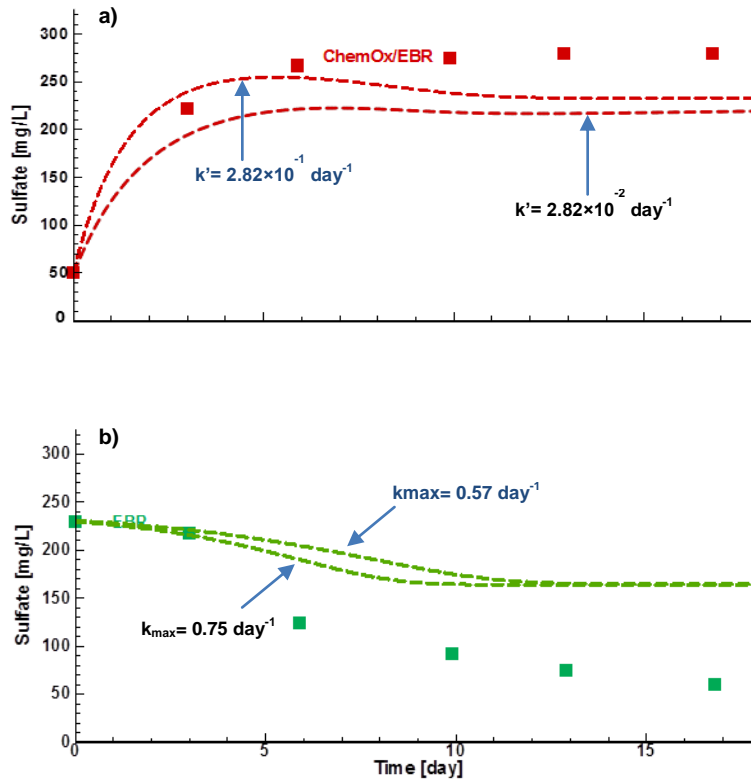 a)
300
250
200
150
100
50
0
Sulfate [mg/L]
ChemOx/EBR
k'= 2.82×10-1 day-1
k'= 2.82×10-2 day-1
b)
300
250
200
150
100
50
0
Sulfate [mg/L]
EBR
kmax= 0.57 day-1
kmax= 0.75 day-1
0 5 10 15
Time [day]